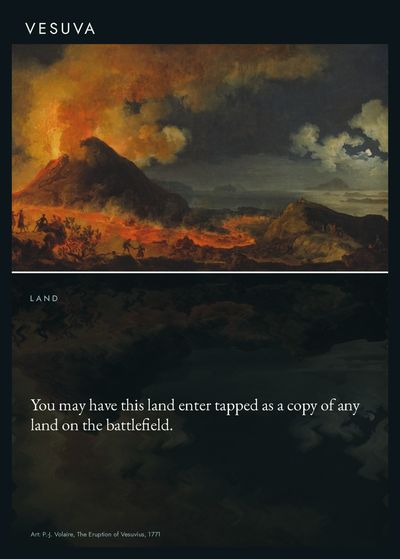 VESUVA
LAND
You may have this land enter tapped as a copy of any
land on the battlefield.
Art: P.-J. Volaire, The Eruption of Vesuvius, 1771